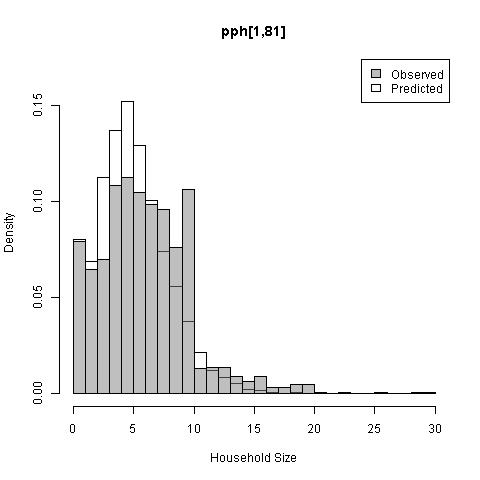 pph[1,81]
Observed
Predicted
Density
0.15
0.10
0.05
0.00
0 5 10 15 20 25 30
Household Size